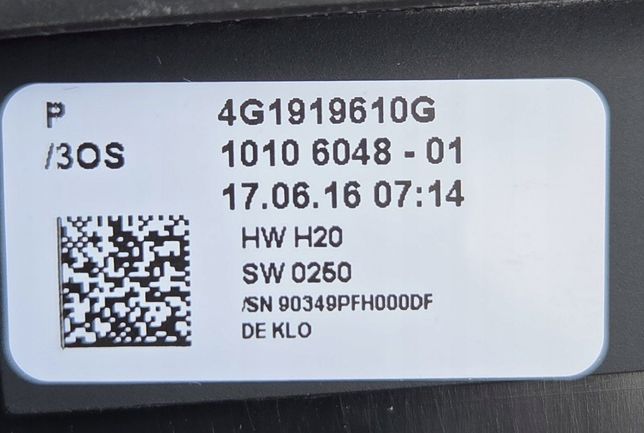 P 4G1919610G
/3OS 1010 6048 - 01
17.06.16 07:14
HW H20
SW 0250
/SN 90349PFH000DF
DE KLO